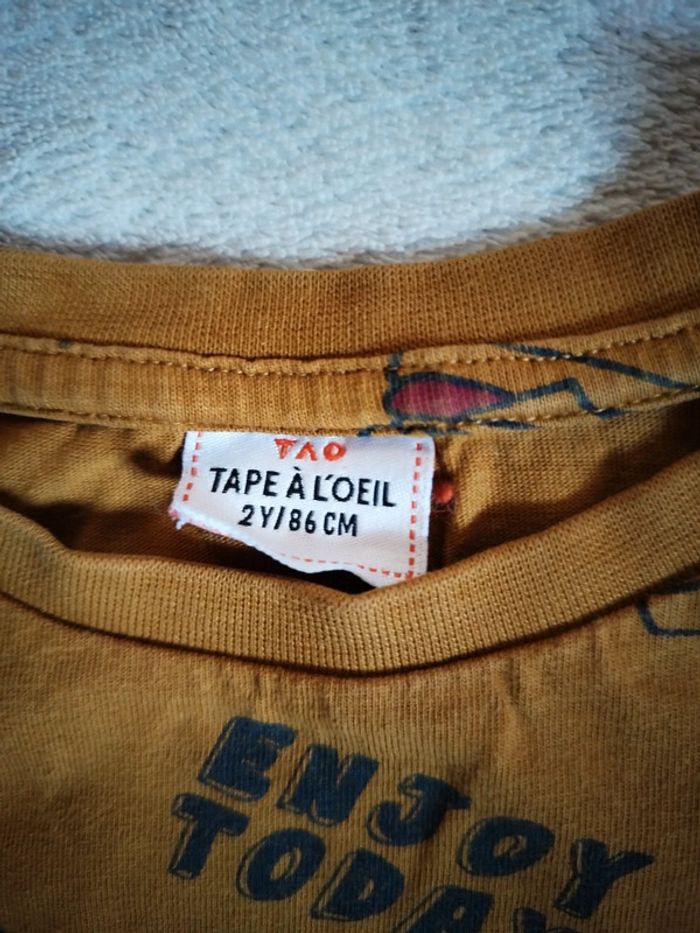 TAO
TAPE À L'OEIL
2Y/86 CM
ENJOY
TODAY